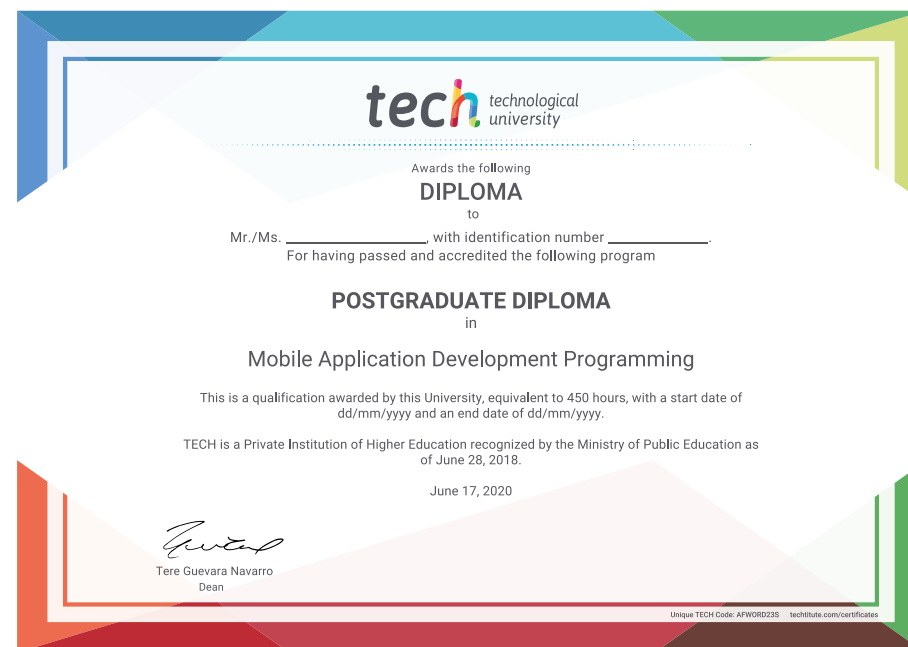 tech technological
university
Awards the following
DIPLOMA
to
Mr./Ms. ____________________, with identification number ______________.
For having passed and accredited the following program
POSTGRADUATE DIPLOMA
in
Mobile Application Development Programming
This is a qualification awarded by this University, equivalent to 450 hours, with a start date of
dd/mm/yyyy and an end date of dd/mm/yyyy.
TECH is a Private Institution of Higher Education recognized by the Ministry of Public Education as
of June 28, 2018.
June 17, 2020
Tere Guevara Navarro
Dean
Unique TECH Code: AFWORD23S techtitute.com/certificates